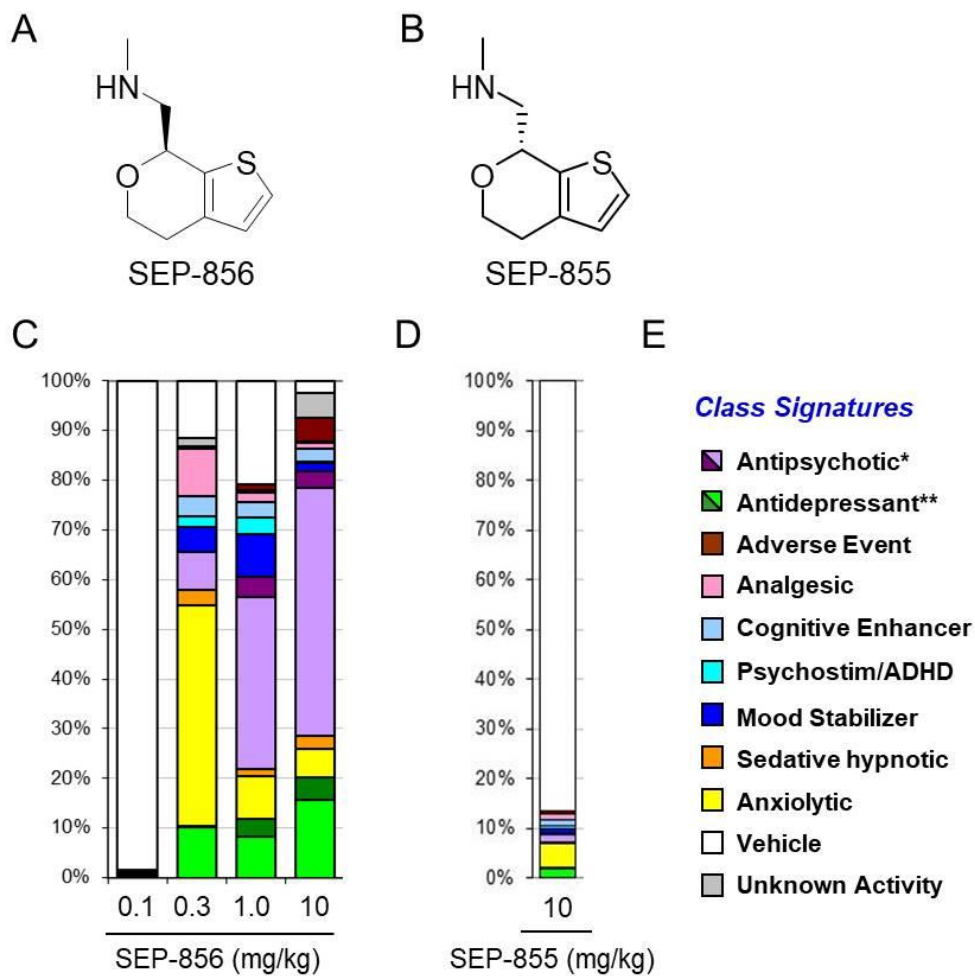 A
B
HN
O
S
SEP-856
HN
O
S
SEP-855
C
D
E
100%
90%
80%
70%
60%
50%
40%
30%
20%
10%
0%
0.1 0.3 1.0 10
SEP-856 (mg/kg)
100%
90%
80%
70%
60%
50%
40%
30%
20%
10%
0%
10
SEP-855 (mg/kg)
Class Signatures
Antipsychotic*
Antidepressant**
Adverse Event
Analgesic
Cognitive Enhancer
Psychostim/ADHD
Mood Stabilizer
Sedative hypnotic
Anxiolytic
Vehicle
Unknown Activity